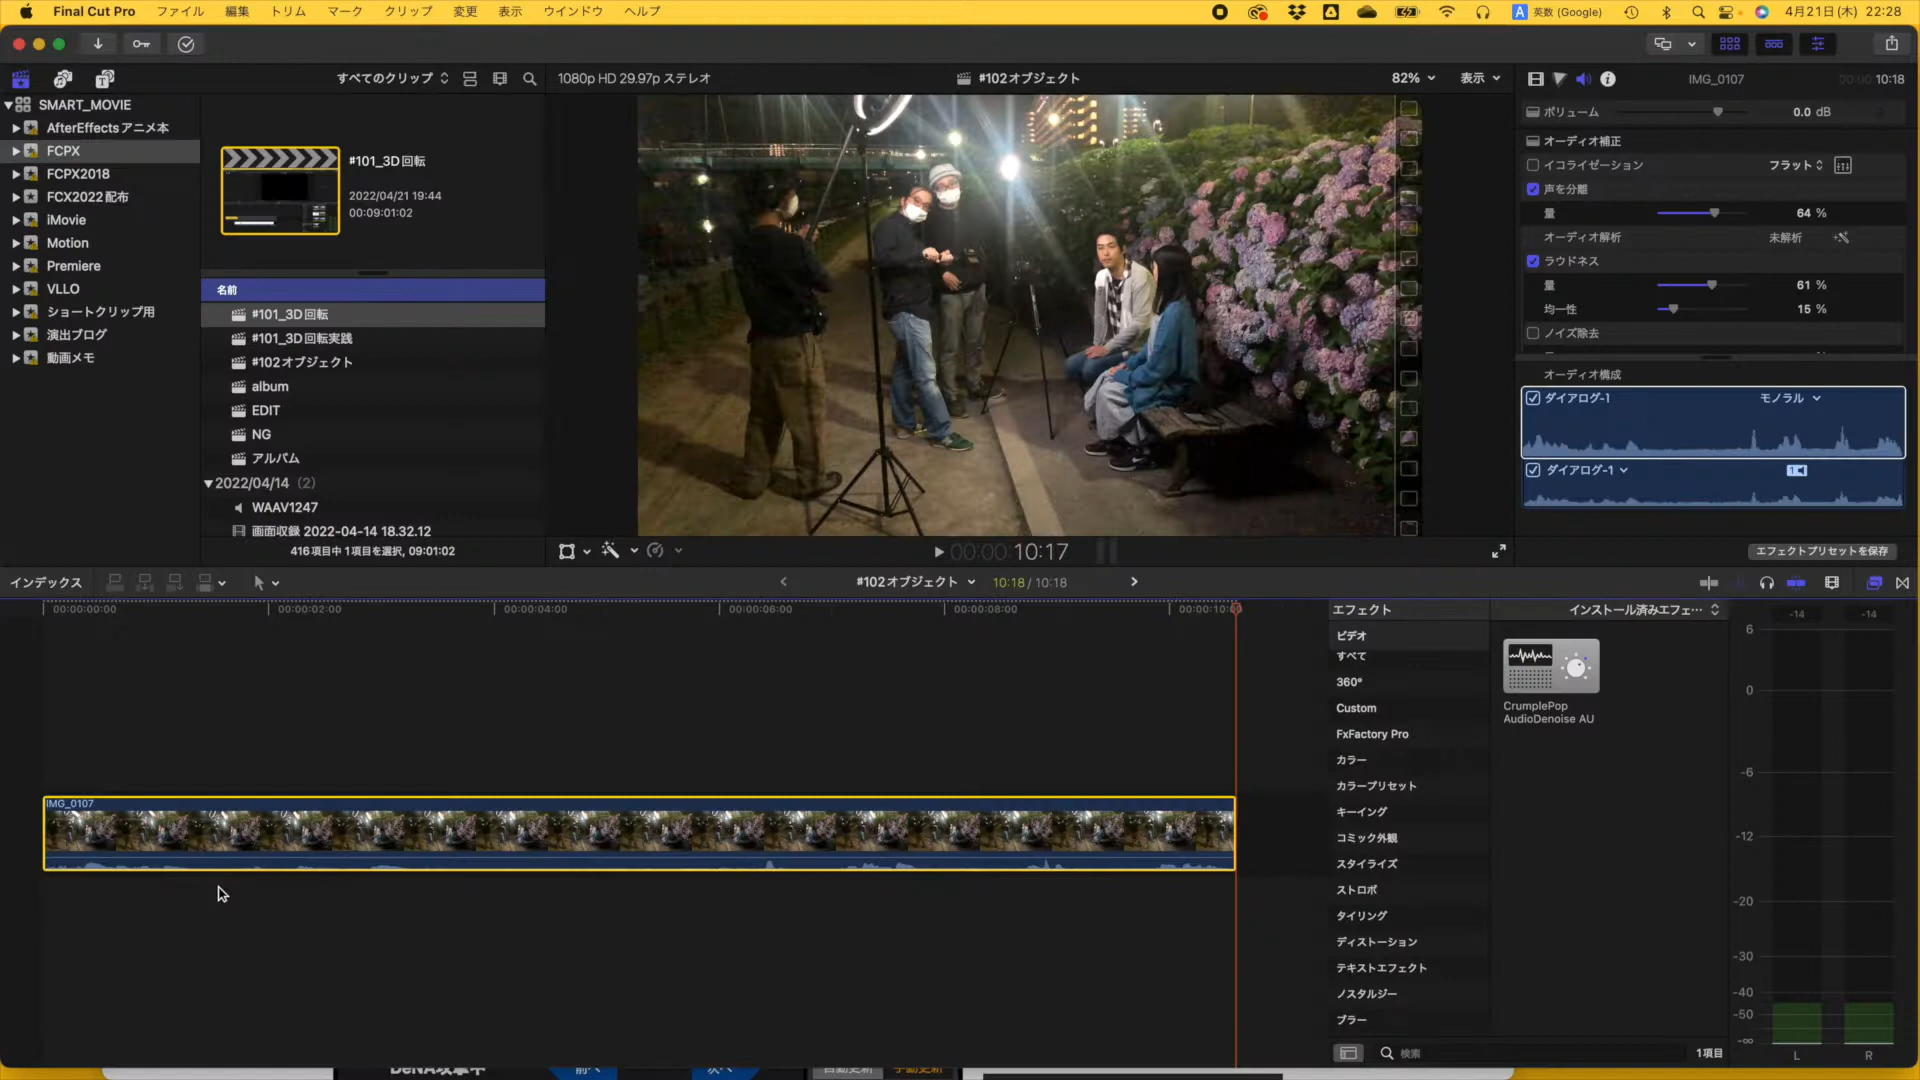 Final Cut Pro ファイル 編集 トリム マーク クリップ 変更 表示 ウインドウ ヘルプ
A 英数 (Google) 4月21日(木) 22:28
すべてのクリップ 1080p HD 29.97p ステレオ #102オブジェクト 82% 表示 IMG_0107 10:18
SMART_MOVIE
AfterEffectsアニメ本
FCPX
FCPX2018
FCX2022配布
iMovie
Motion
Premiere
VLLO
ショートクリップ用
演出ブログ
動画メモ
#101_3D回転
2022/04/21 19:44
00:09:01:02
名前
#101_3D回転
#101_3D回転実践
#102オブジェクト
album
EDIT
NG
アルバム
2022/04/14 (2)
WAAV1247
画面収録 2022-04-14 18.32.12
416項目中 1項目を選択, 09:01:02
00:00:10:17
ボリューム 0.0 dB
オーディオ補正
イコライゼーション フラット
声を分離
量 64 %
オーディオ解析 未解析
ラウドネス
量 61 %
均一性 15 %
ノイズ除去
オーディオ構成
ダイアログ-1 モノラル
ダイアログ-1 1
エフェクトプリセットを保存
インデックス #102オブジェクト 10:18 / 10:18
00:00:00:00 00:00:02:00 00:00:04:00 00:00:06:00 00:00:08:00
IMG_0107
エフェクト インストール済みエフェ…
ビデオ
すべて
360°
Custom
FxFactory Pro
カラー
カラープリセット
キーイング
コミック外観
スタイライズ
ストロボ
タイリング
ディストーション
テキストエフェクト
ノスタルジー
ブラー
CrumplePop
AudioDenoise AU
検索 1項目
-14 -14
6
0
-6
-12
-20
-30
-40
-50
-∞
L R